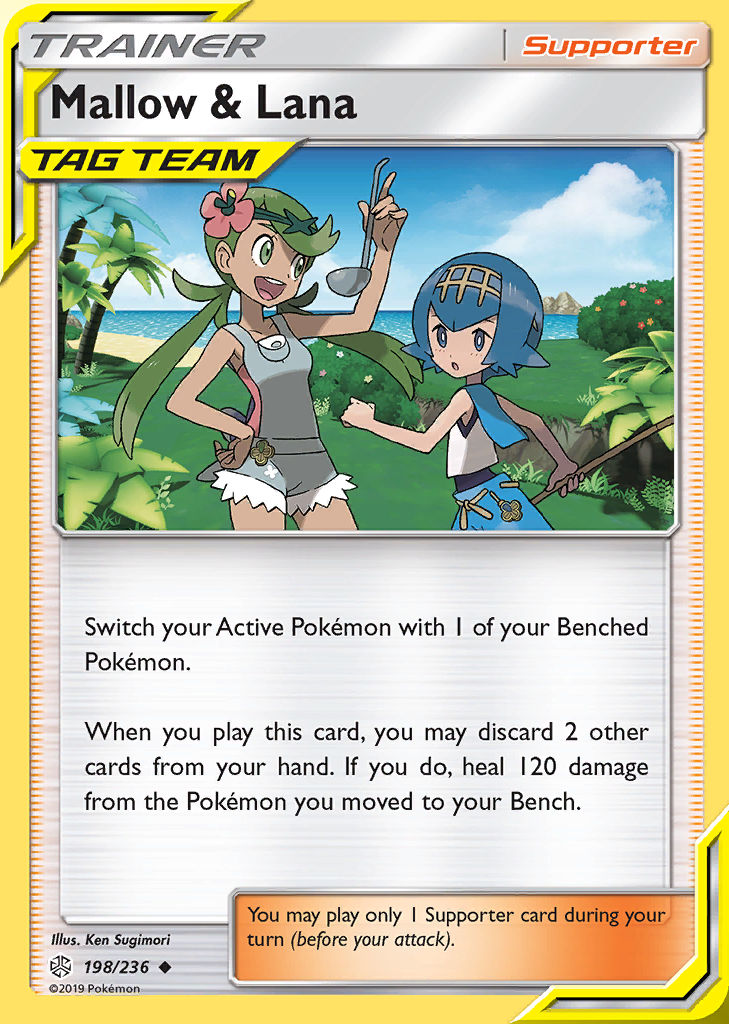 TRAINER
Supporter
Mallow & Lana
TAG TEAM
Switch your Active Pokémon with 1 of your Benched
Pokémon.
When you play this card, you may discard 2 other
cards from your hand. If you do, heal 120 damage
from the Pokémon you moved to your Bench.
You may play only 1 Supporter card during your
turn (before your attack).
Illus. Ken Sugimori
198/236 ◆
©2019 Pokémon